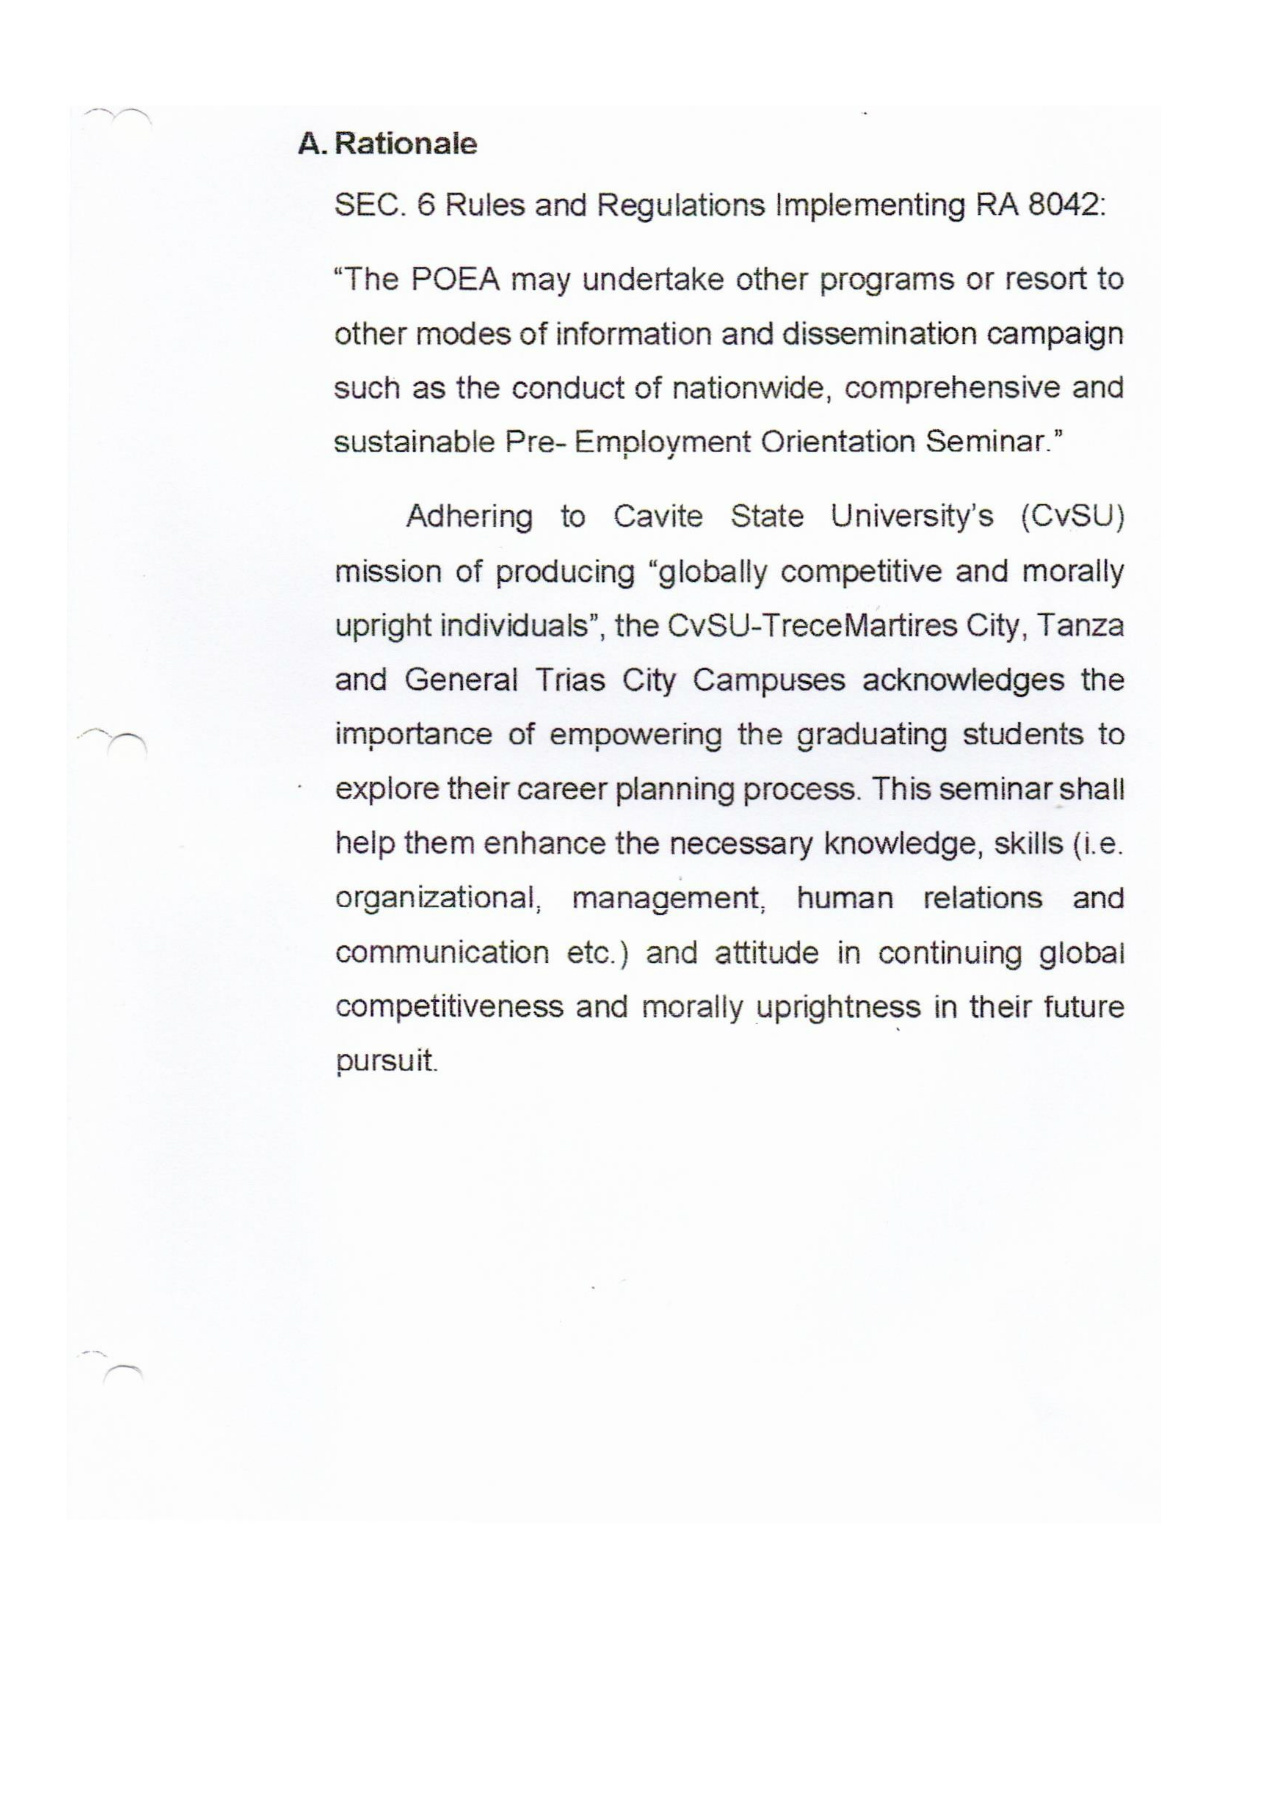 A. Rationale
SEC. 6 Rules and Regulations Implementing RA 8042:
“The POEA may undertake other programs or resort to
other modes of information and dissemination campaign
such as the conduct of nationwide, comprehensive and
sustainable Pre- Employment Orientation Seminar.”
Adhering to Cavite State University's (CvSU)
mission of producing “globally competitive and morally
upright individuals”, the CvSU-TreceMartires City, Tanza
and General Trias City Campuses acknowledges the
importance of empowering the graduating students to
explore their career planning process. This seminar shall
help them enhance the necessary knowledge, skills (i.e.
organizational, management, human relations and
communication etc.) and attitude in continuing global
competitiveness and morally uprightness in their future
pursuit.